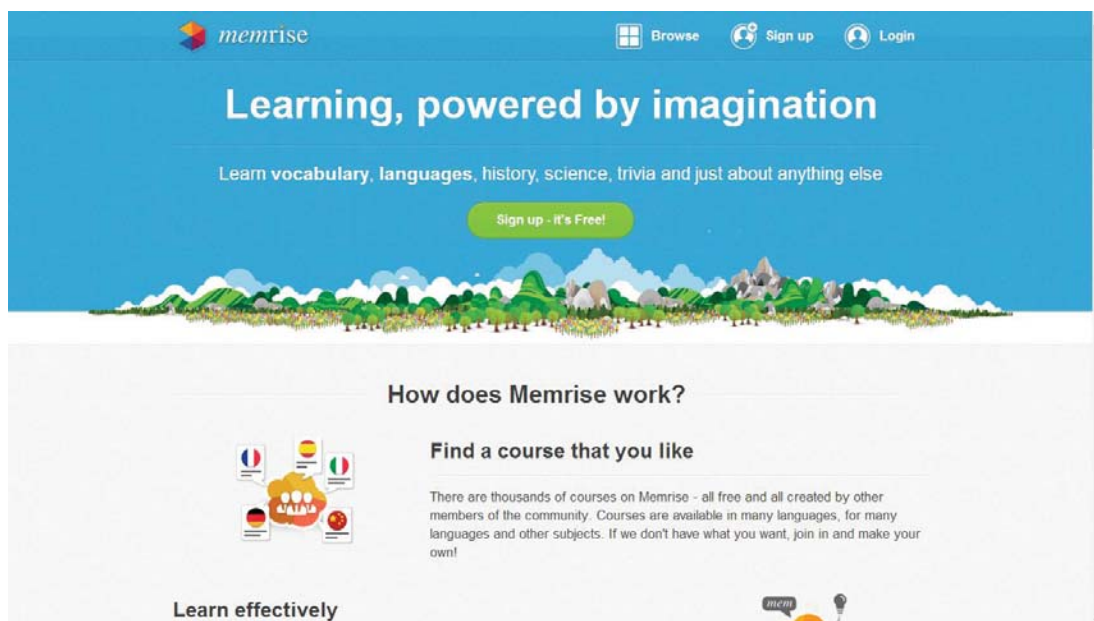 memrise
Browse
Sign up
Login
Learning, powered by imagination
Learn vocabulary, languages, history, science, trivia and just about anything else
Sign up - it's Free!
How does Memrise work?
Find a course that you like
There are thousands of courses on Memrise - all free and all created by other
members of the community. Courses are available in many languages, for many
languages and other subjects. If we don't have what you want, join in and make your
own!
Learn effectively
mem